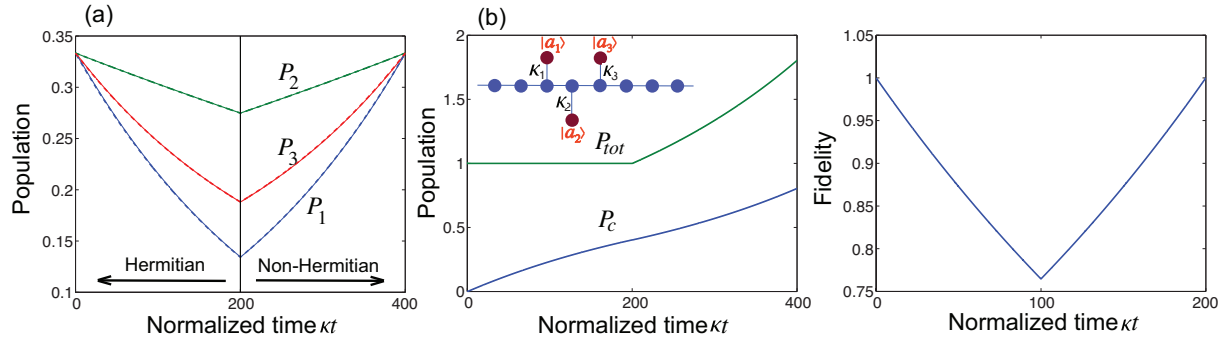 (a)
0.35
0.3
0.25
0.2
0.15
0.1
Population
P2
P3
P1
Hermitian
Non-Hermitian
0
200
400
Normalized time κt
(b)
2
1.5
1
0.5
0
Population
|a1⟩
|a3⟩
κ1
κ3
κ2
|a2⟩
Ptot
Pc
0
200
400
Normalized time κt
1.05
1
0.95
0.9
0.85
0.8
0.75
Fidelity
0
100
200
Normalized time κt